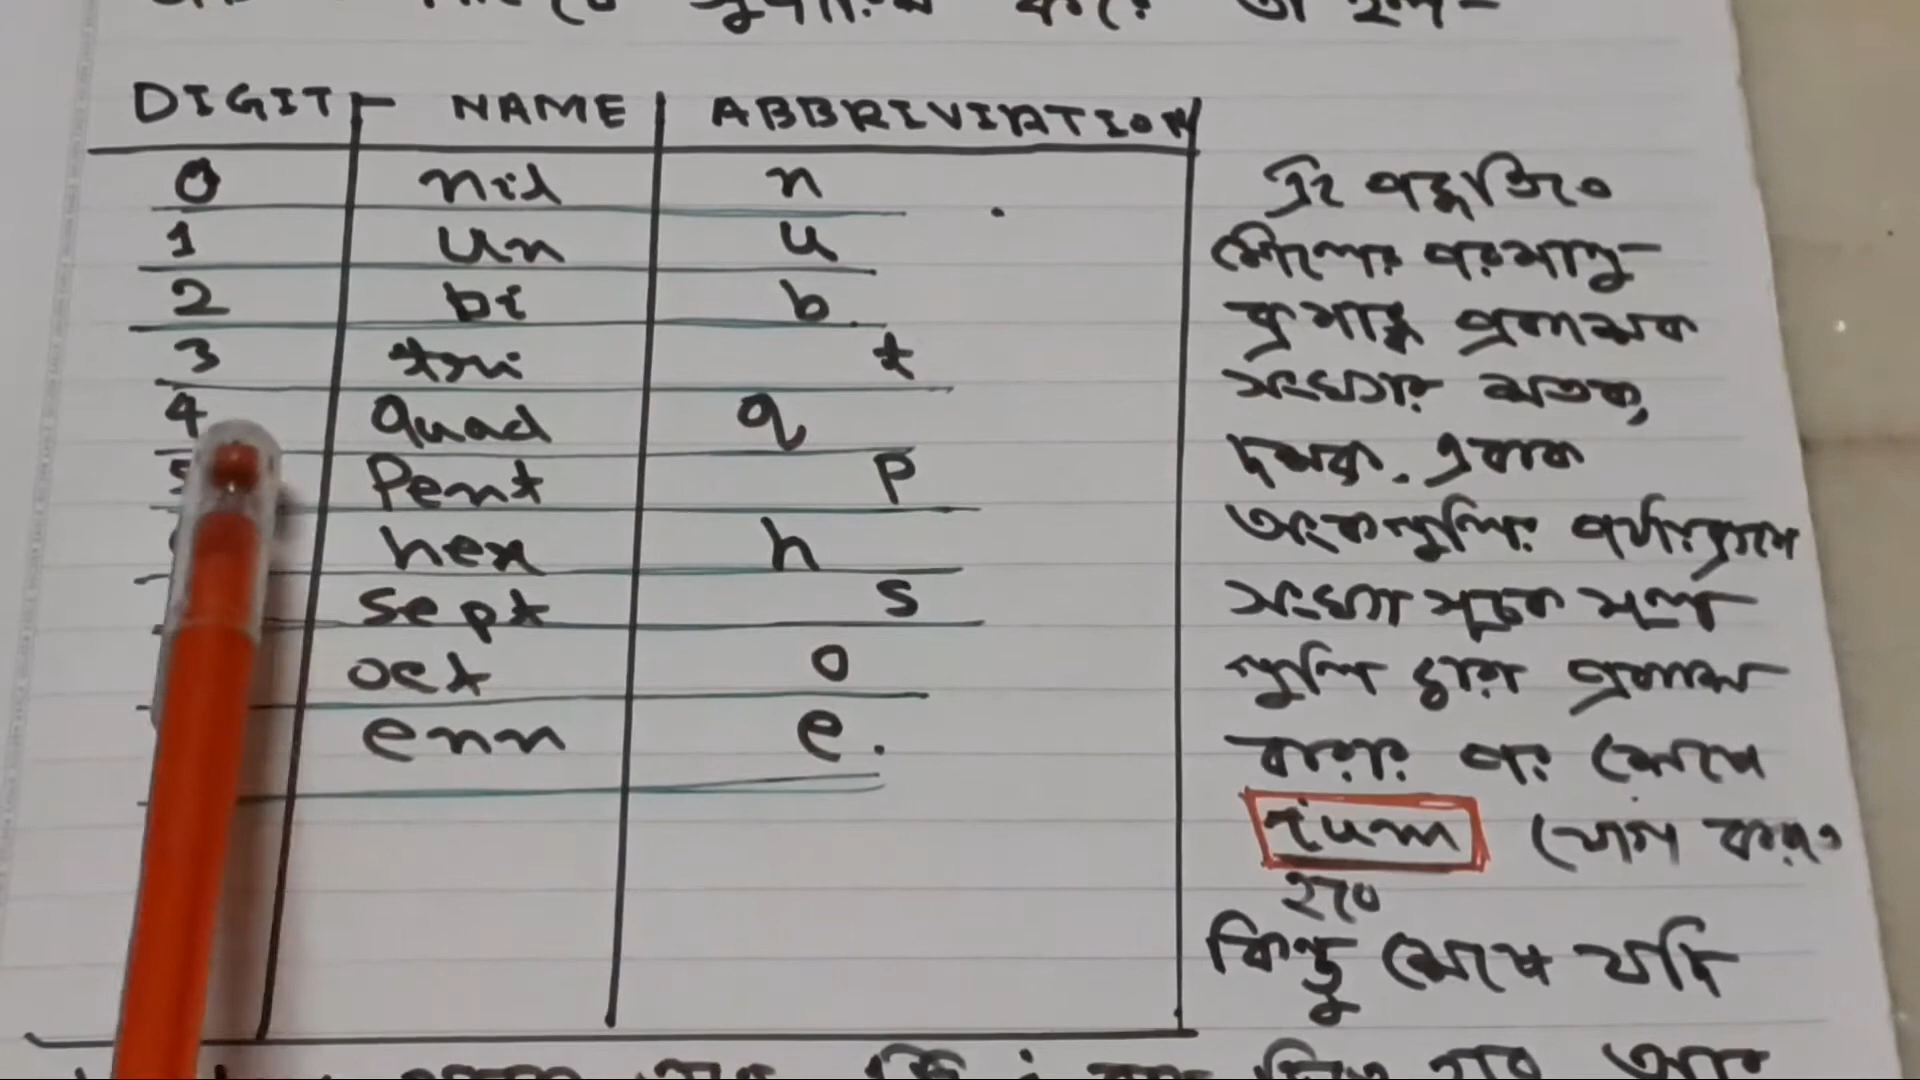 DIGIT NAME ABBRIVIATION
0 nil n
1 un u
2 bi b
3 tri t
4 quad q
5 Pent p
hex h
sept s
oct o
enn e.
এই পদ্ধতিতে
মৌলের পরমাণু-
ক্রমাঙ্ক প্রকাশক
সংখ্যার শতক,
দশক. একক
অংকগুলির পর্যায়ক্রমে
সংখ্যা সূচক মূল
গুলি দ্বারা প্রকাশ
করার পর শেষে
ium যোগ করা
হয়।
কিন্তু শেষে যদি